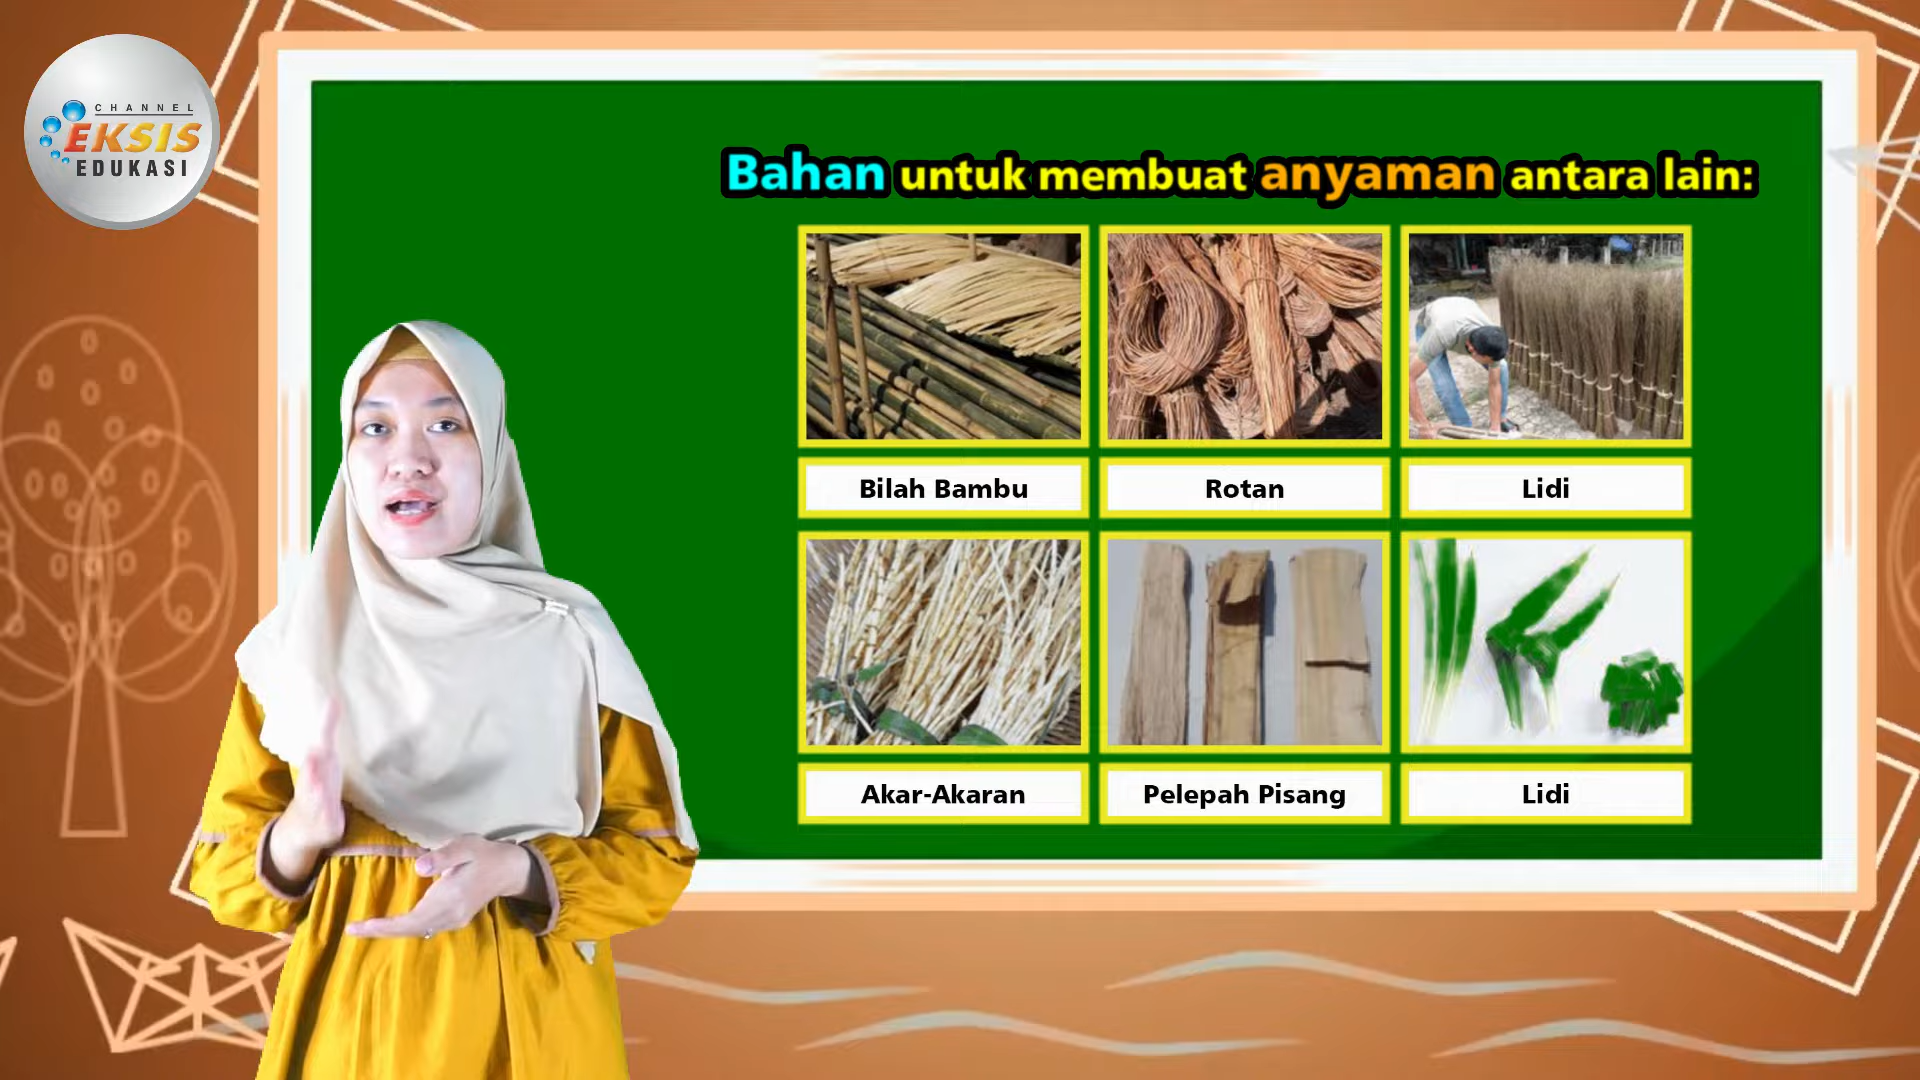 CHANNEL
EKSIS
EDUKASI
Bahan untuk membuat anyaman antara lain:
Bilah Bambu
Rotan
Lidi
Akar-Akaran
Pelepah Pisang
Lidi